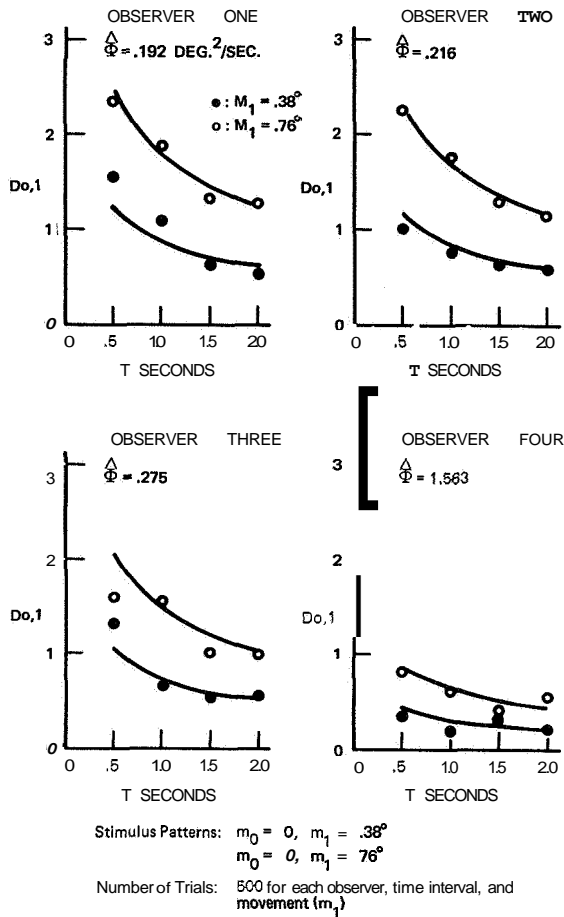 OBSERVER ONE
Φ̂ = .192 DEG.²/SEC.
● : M₁ = .38°
o : M₁ = .76°
3
2
Do,1
1
0
0 .5 1.0 1.5 2.0
T SECONDS
OBSERVER TWO
Φ̂ = .216
3
2
Do,1
1
0
0 .5 1.0 1.5 2.0
T SECONDS
OBSERVER THREE
Φ̂ = .275
3
2
Do,1
1
0
0 .5 1.0 1.5 2.0
T SECONDS
OBSERVER FOUR
Φ̂ = 1.563
3
2
Do,1
1
0
0 .5 1.0 1.5 2.0
T SECONDS
Stimulus Patterns: m₀ = 0, m₁ = .38°
m₀ = 0, m₁ = 76°
Number of Trials: 500 for each observer, time interval, and
movement (m₁)